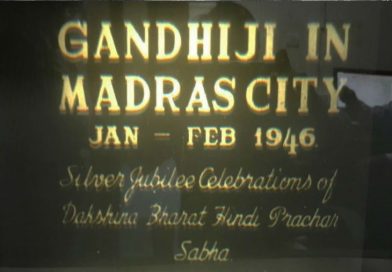 GANDHIJI IN
MADRAS CITY
JAN - FEB 1946.
Silver Jubilee Celebrations of
Dakshina Bharat Hindi Prachar
Sabha